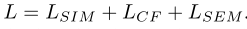 L = L_{SIM} + L_{CF} + L_{SEM}.